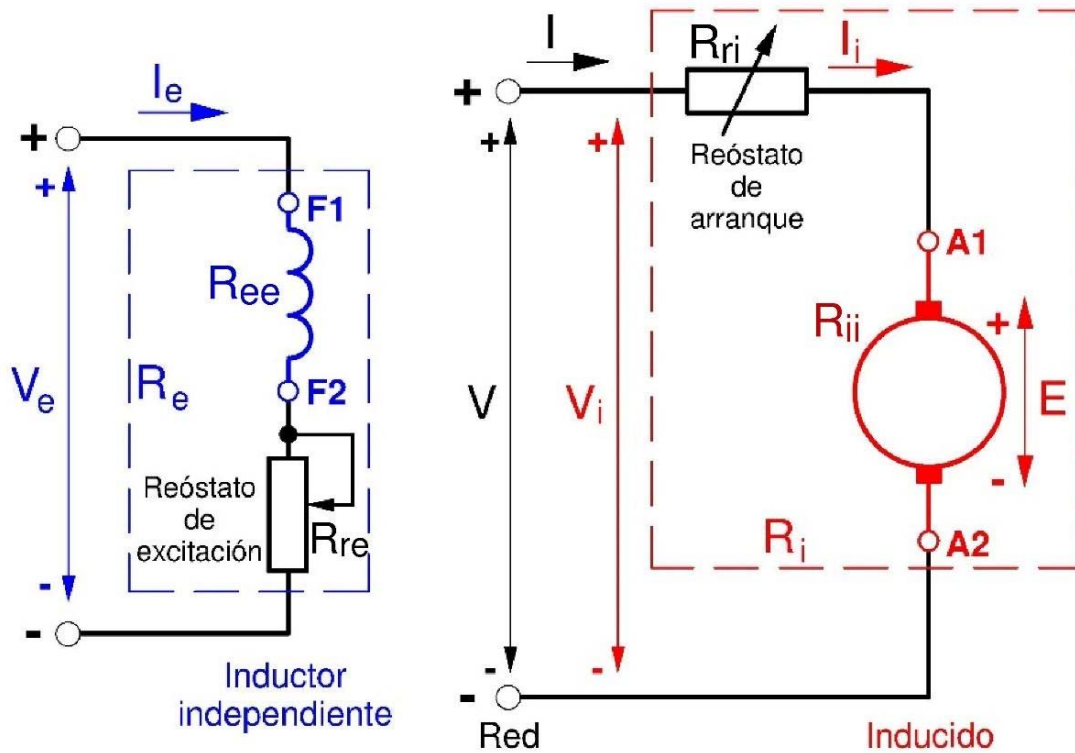 Ie
+
+
F1
Ree
Ve
Re
F2
Reóstato
de
excitación
Rre
-
-
Inductor
independiente
I
Rri
Ii
+
+
+
Reóstato
de
arranque
A1
Rii
+
V
Vi
E
-
Ri
A2
-
-
-
Red
Inducido